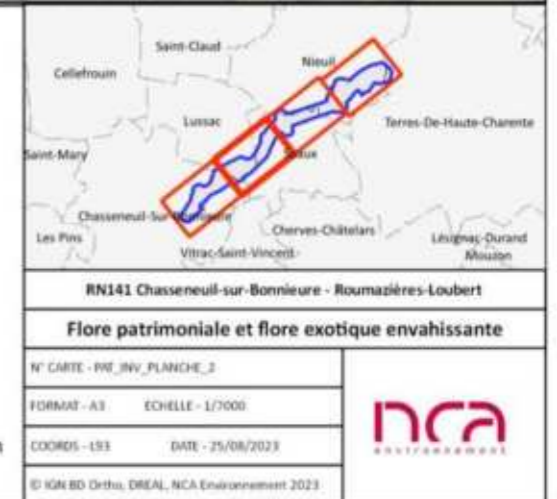 Saint-Claud
Nieuil
Cellefrouin
Lussac
Terres-De-Haute-Charente
Saint-Mary
Suaux
Chasseneuil-Sur-Bonnieure
Les Pins
Cherves-Châtelars
Lésignac-Durand
Vitrac-Saint-Vincent
Mouzon
RN141 Chasseneuil-sur-Bonnieure - Roumazières-Loubert
Flore patrimoniale et flore exotique envahissante
N° CARTE - PAT_INV_PLANCHE_2
FORMAT - A3 ECHELLE - 1/7000
COORDS - L93 DATE - 25/08/2023
© IGN BD Ortho, DREAL, NCA Environnement 2023
nca
environnement